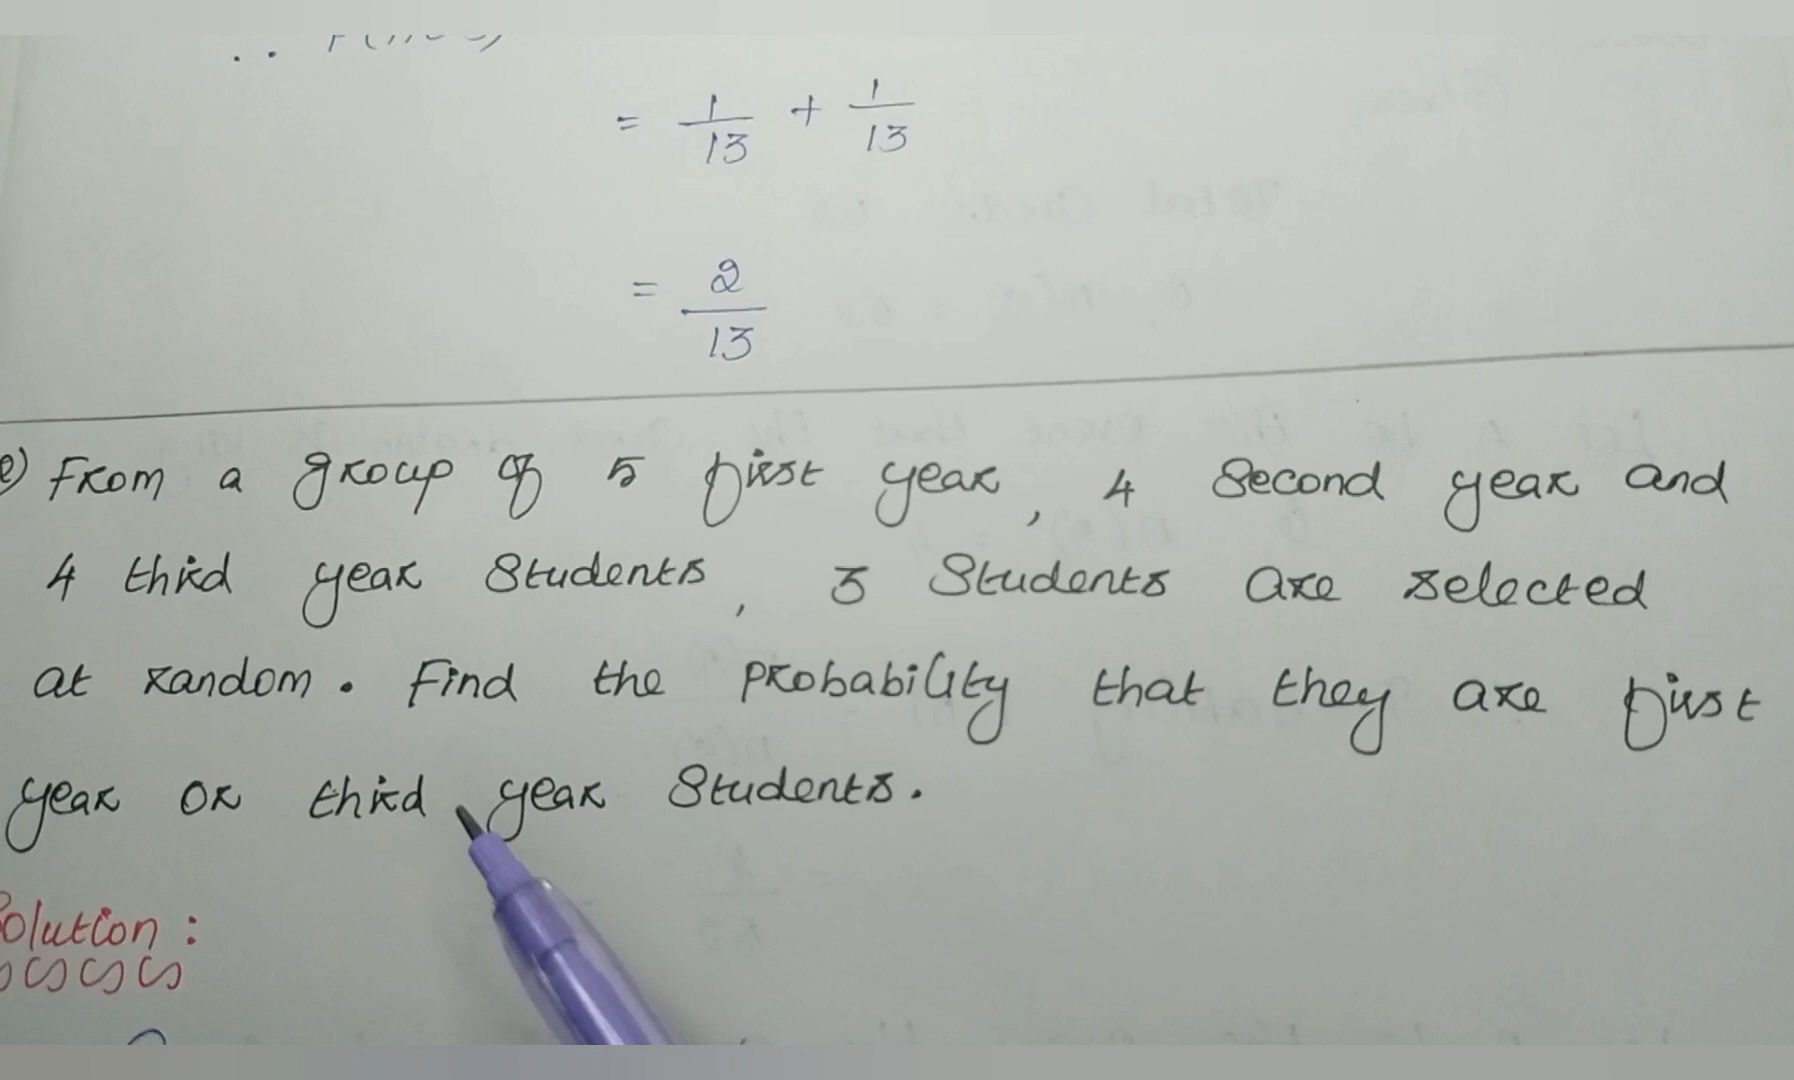 = 1/13 + 1/13
= 2/13
e) From a group of 5 first year, 4 second year and
4 third year students, 3 students are selected
at random. Find the probability that they are first
year or third year students.
Solution: